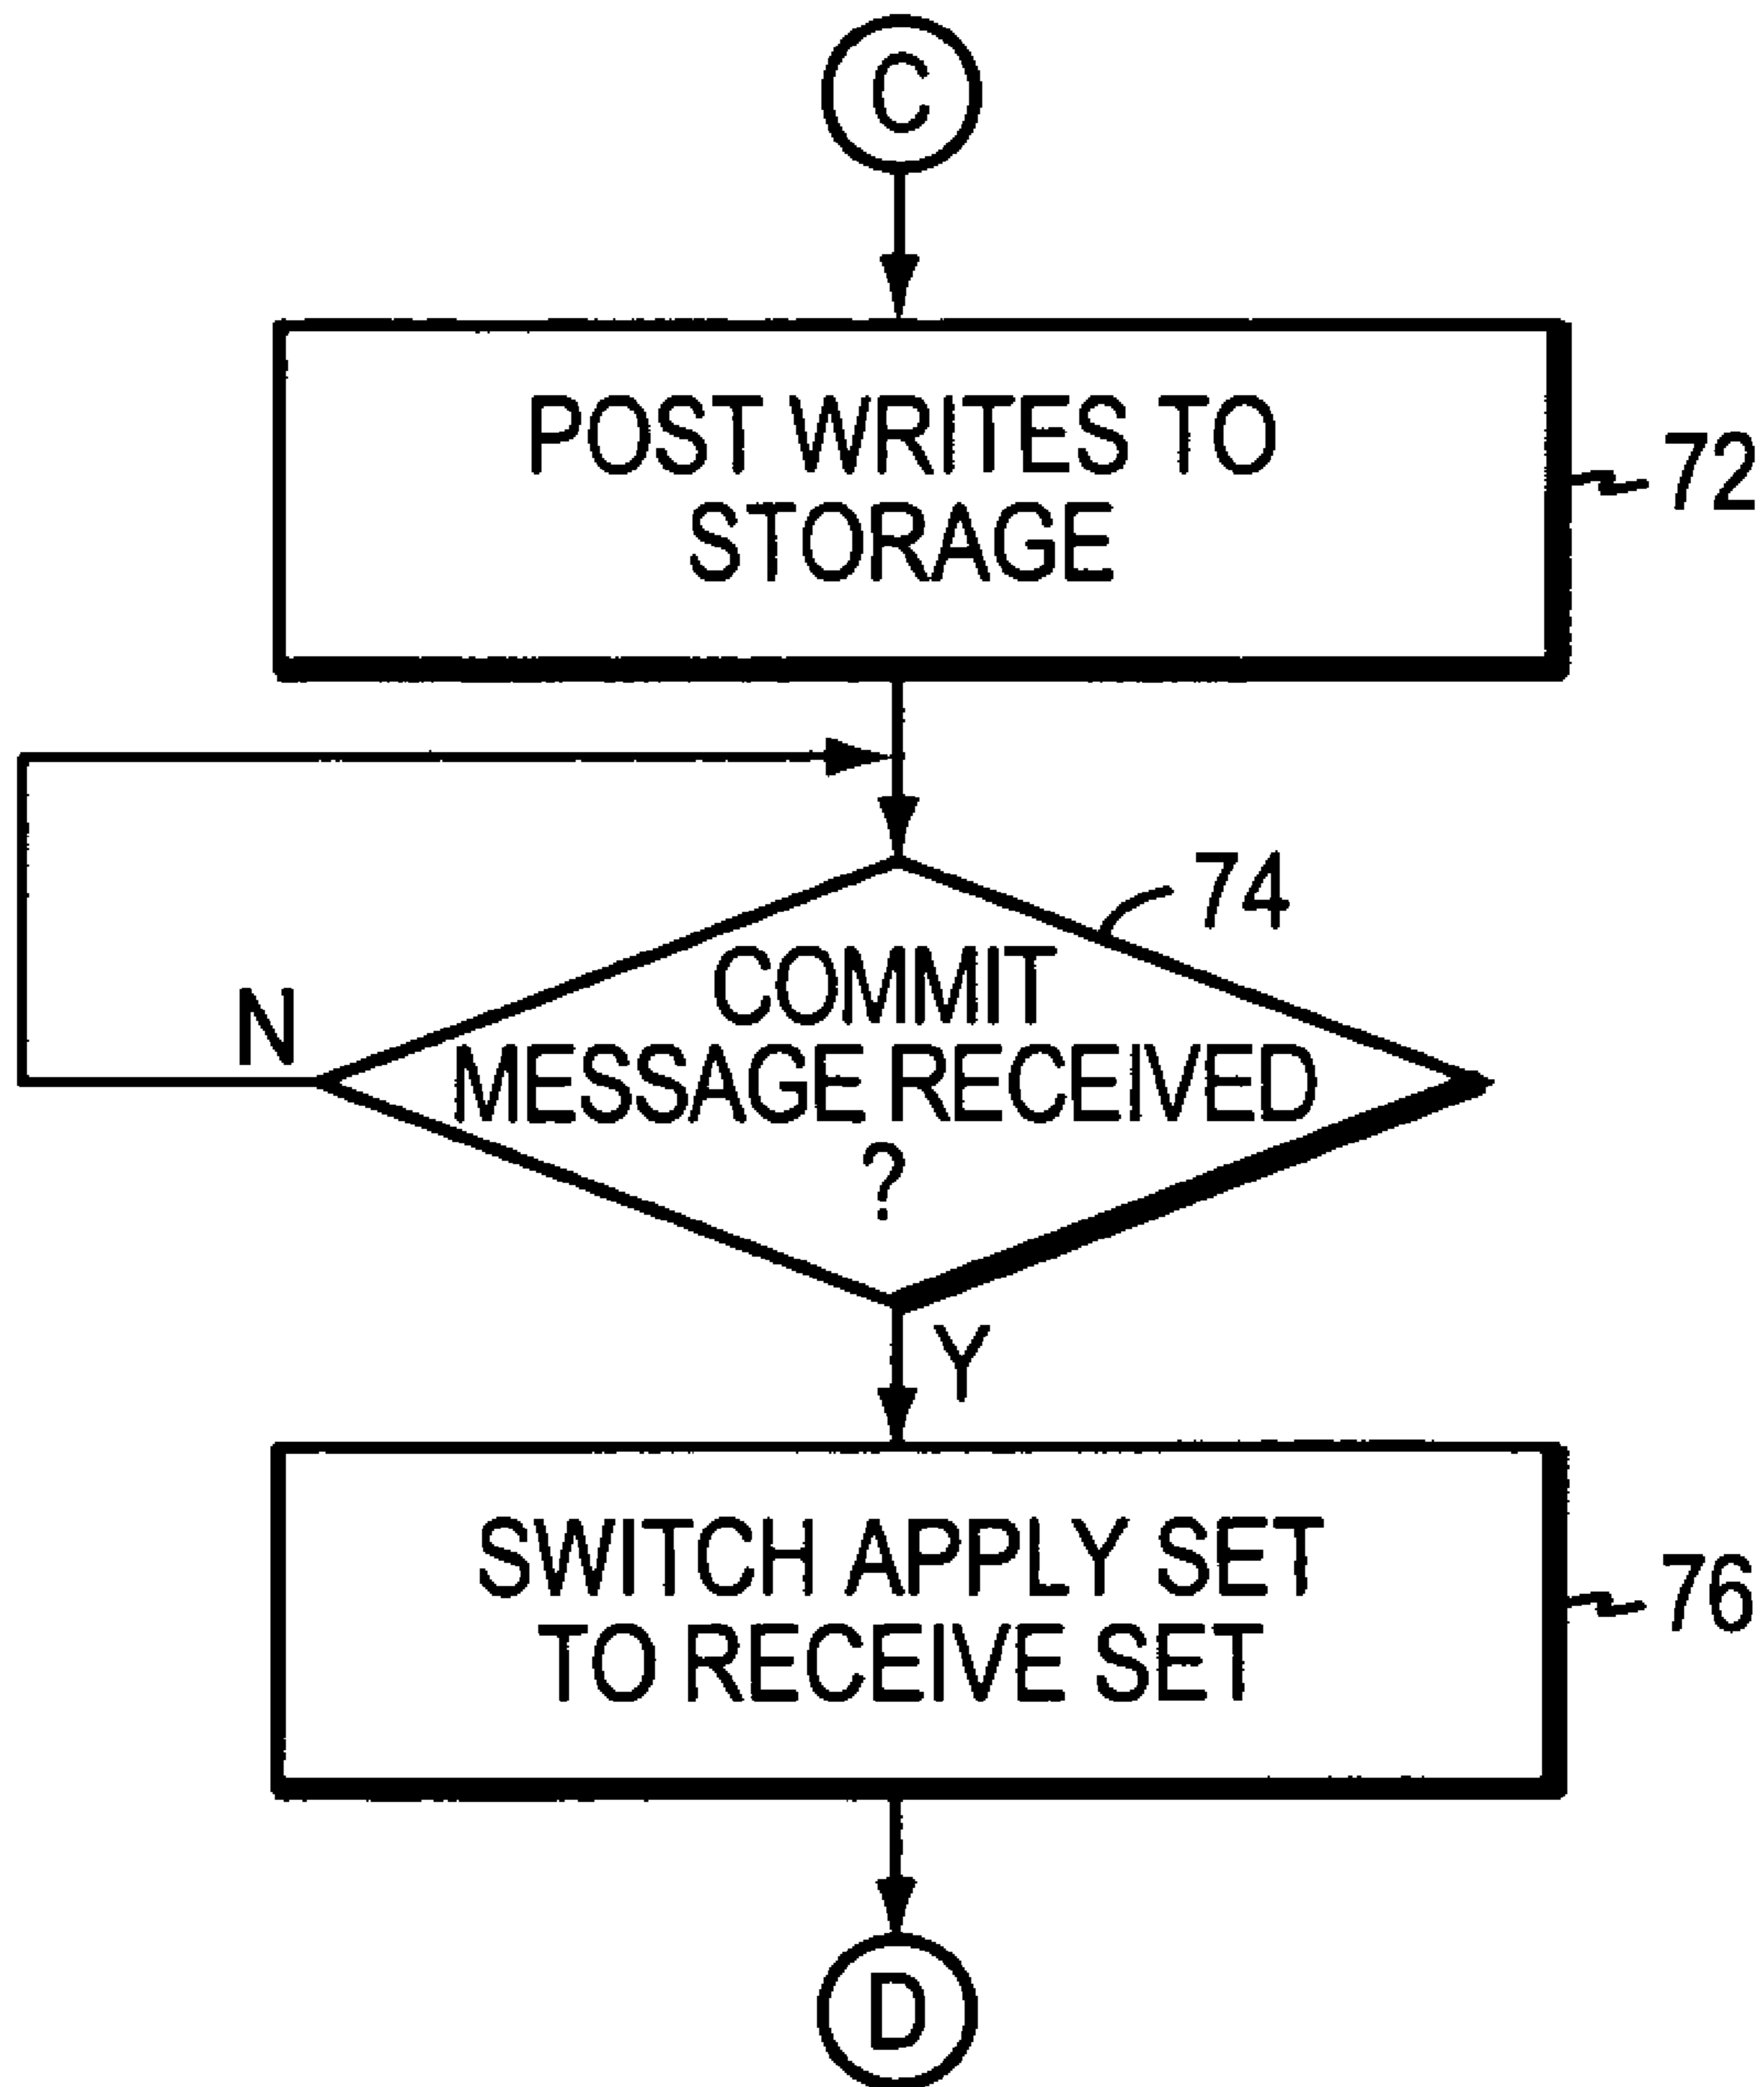 C
POST WRITES TO
STORAGE
72
74
COMMIT
MESSAGE RECEIVED
?
N
Y
SWITCH APPLY SET
TO RECEIVE SET
76
D